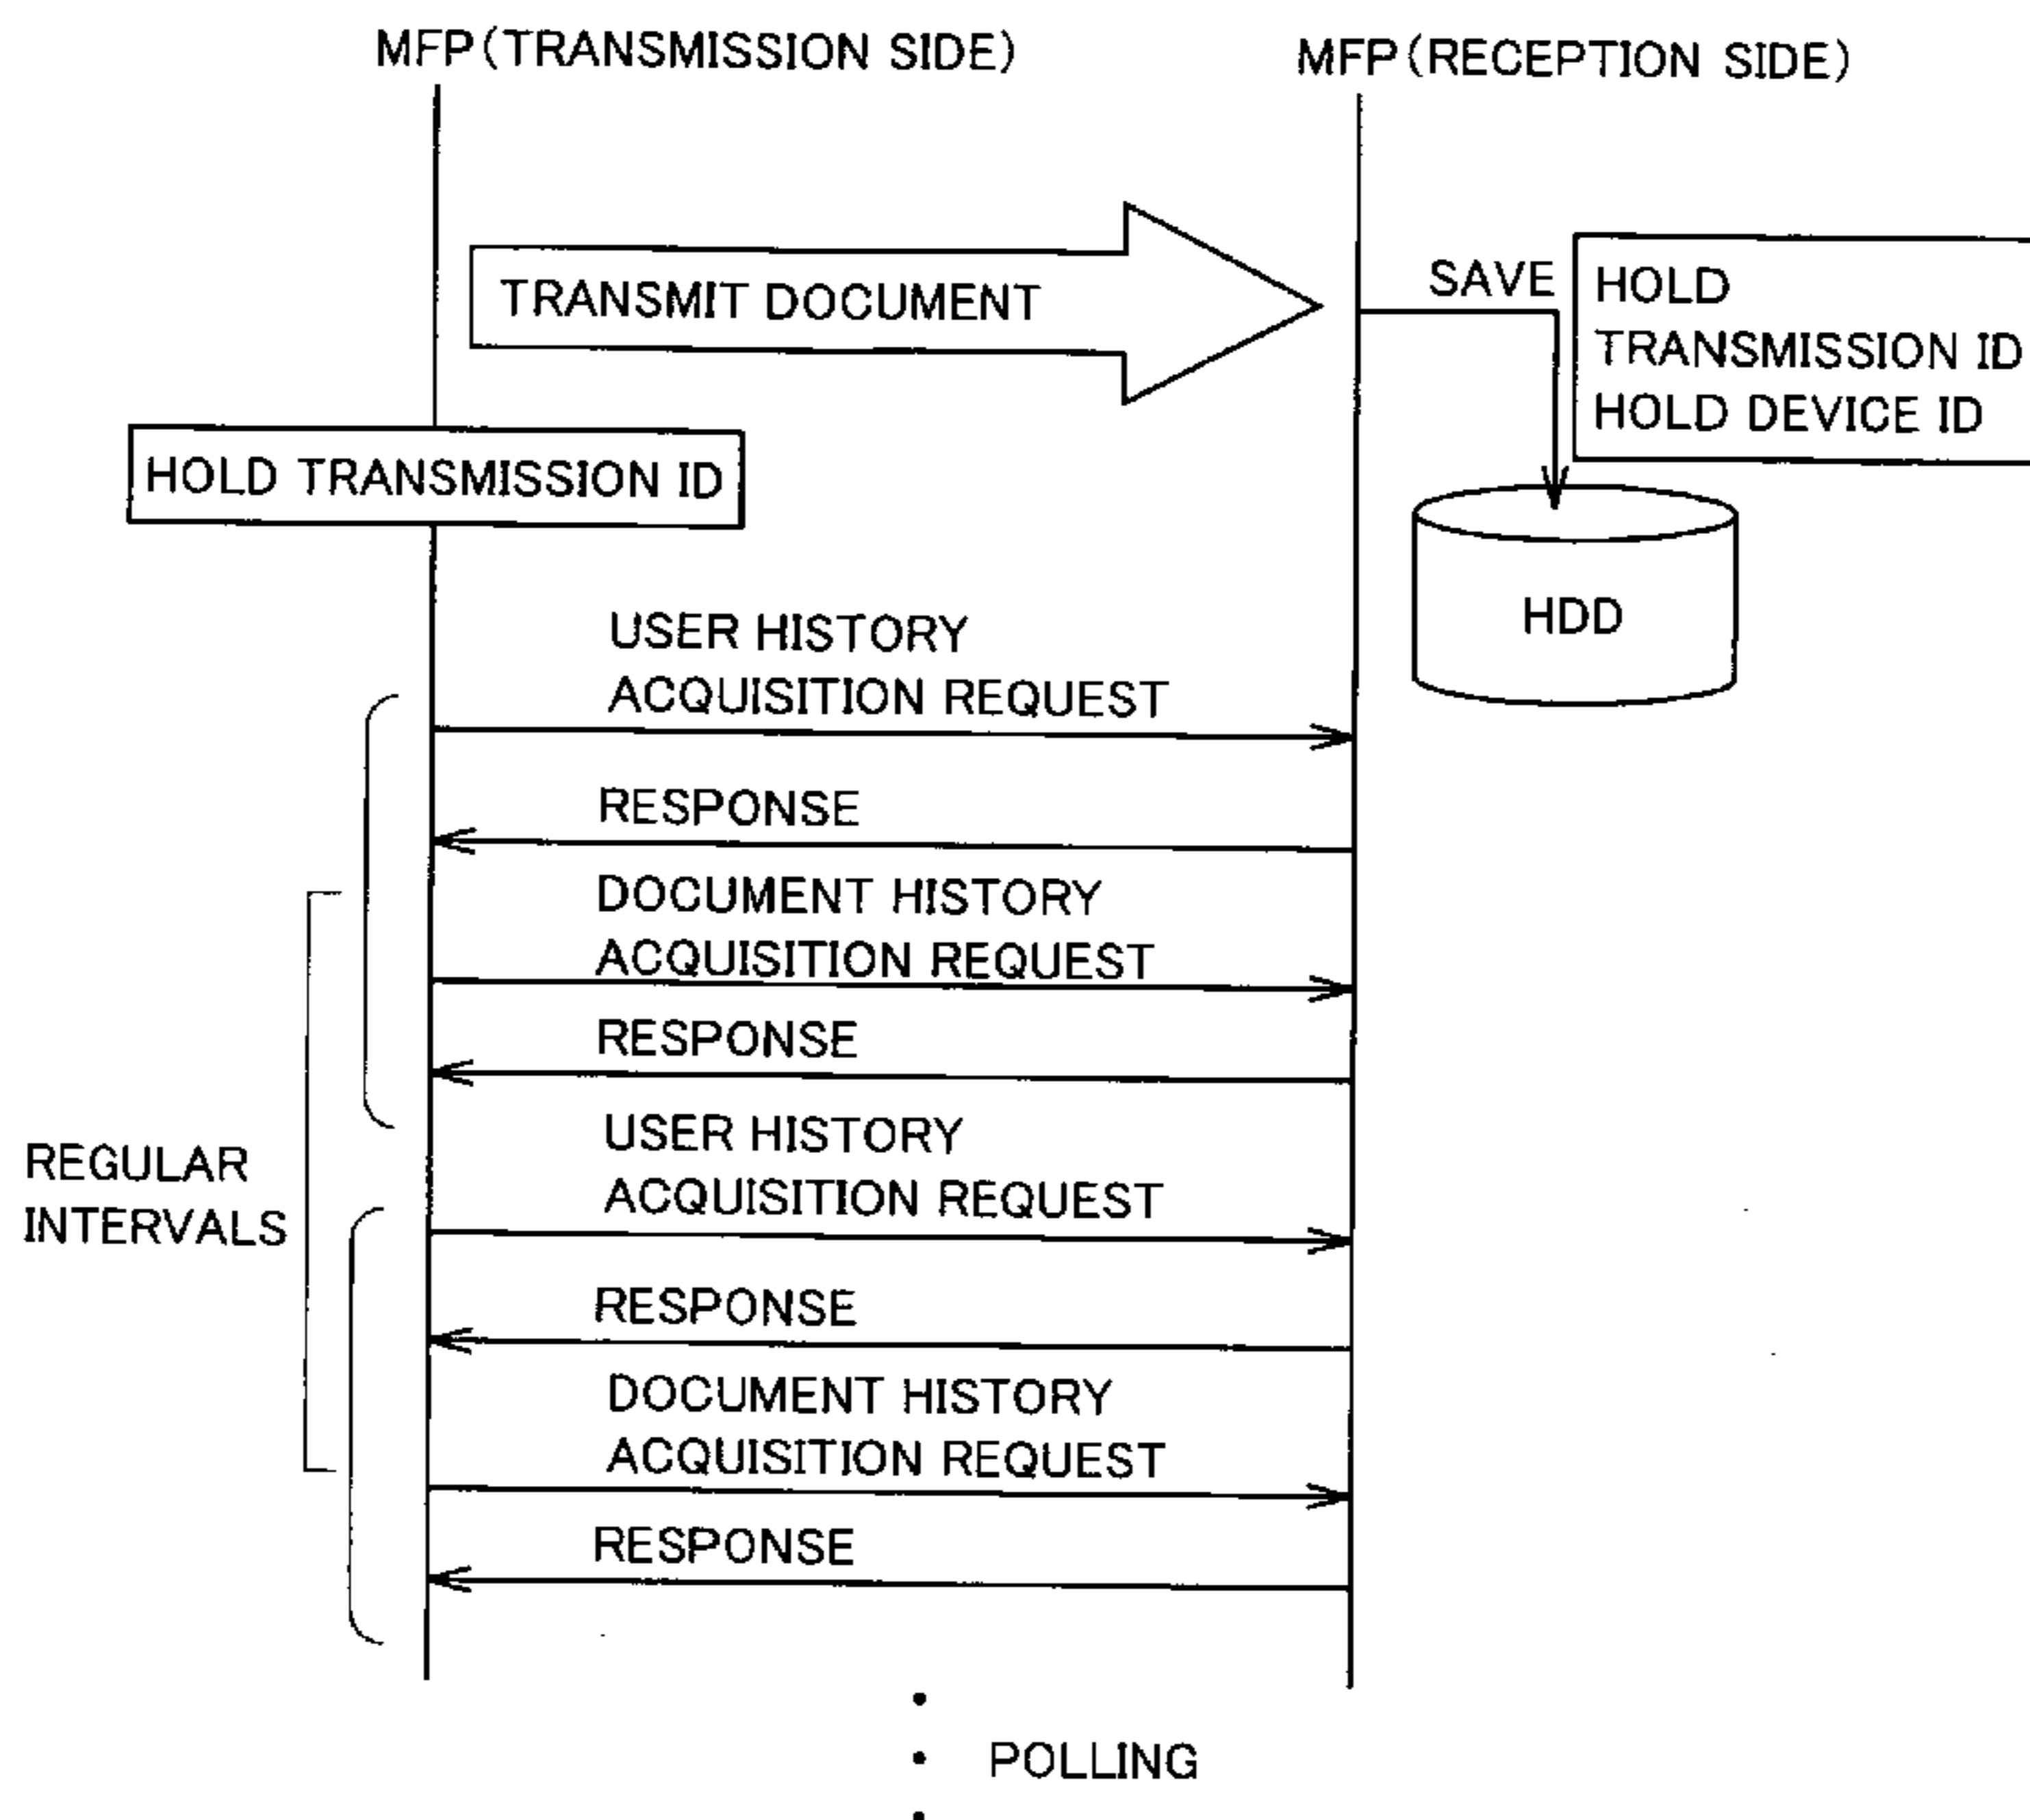 MFP(TRANSMISSION SIDE)
MFP(RECEPTION SIDE)
TRANSMIT DOCUMENT
SAVE
HOLD
TRANSMISSION ID
HOLD DEVICE ID
HOLD TRANSMISSION ID
HDD
USER HISTORY
ACQUISITION REQUEST
RESPONSE
DOCUMENT HISTORY
ACQUISITION REQUEST
RESPONSE
REGULAR
INTERVALS
USER HISTORY
ACQUISITION REQUEST
RESPONSE
DOCUMENT HISTORY
ACQUISITION REQUEST
RESPONSE
POLLING